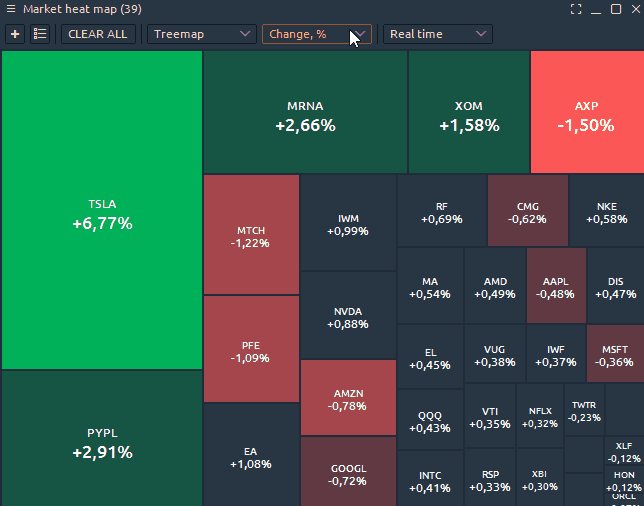 Market heat map (39)
CLEAR ALL
Treemap
Change, %
Real time
TSLA
+6,77%
PYPL
+2,91%
MRNA
+2,66%
XOM
+1,58%
AXP
-1,50%
MTCH
-1,22%
PFE
-1,09%
EA
+1,08%
IWM
+0,99%
NVDA
+0,88%
AMZN
-0,78%
GOOGL
-0,72%
RF
+0,69%
CMG
-0,62%
NKE
+0,58%
MA
+0,54%
AMD
+0,49%
AAPL
-0,48%
DIS
+0,47%
EL
+0,45%
VUG
+0,38%
IWF
+0,37%
MSFT
-0,36%
QQQ
+0,43%
VTI
+0,35%
NFLX
+0,32%
TWTR
-0,23%
INTC
+0,41%
RSP
+0,33%
XBI
+0,30%
XLF
-0,12%
HON
+0,12%
ORCL